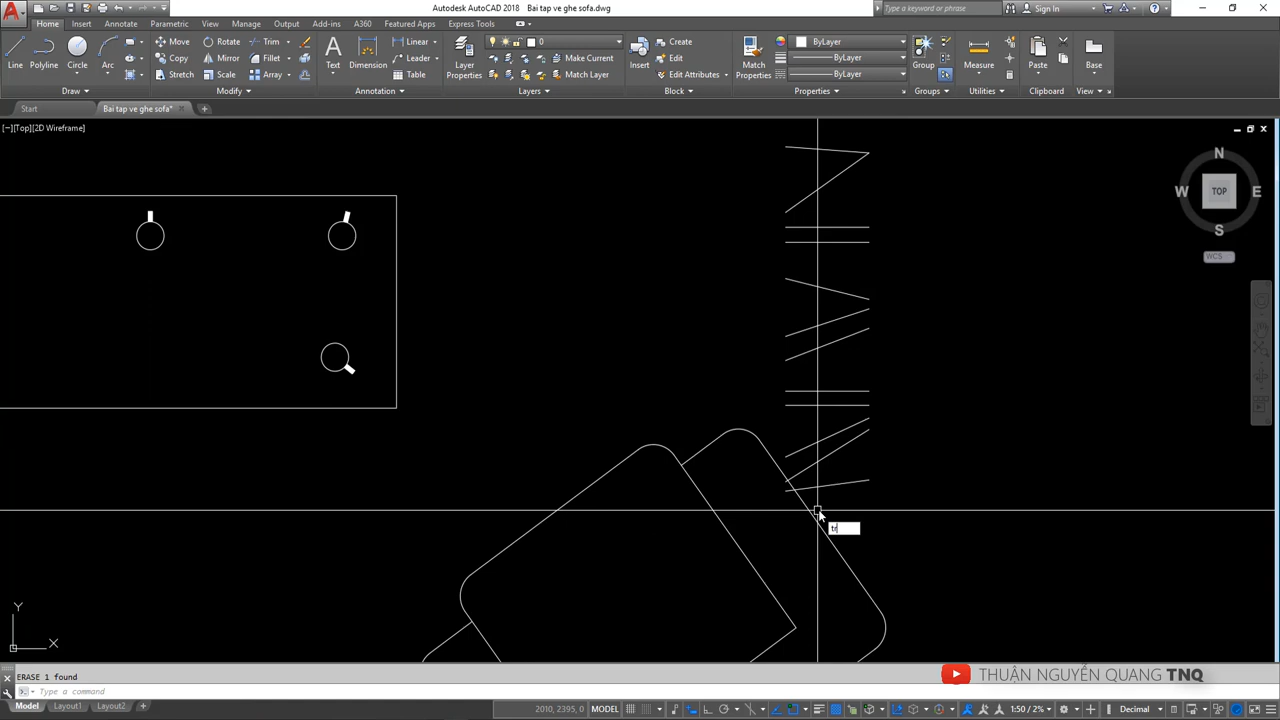 Autodesk AutoCAD 2018 Bai tap ve ghe sofa.dwg
Type a keyword or phrase
Sign In
Home Insert Annotate Parametric View Manage Output Add-ins A360 Featured Apps Express Tools
Line Polyline Circle Arc
Move Rotate Trim
Copy Mirror Fillet
Stretch Scale Array
Text Dimension
Linear
Leader
Table
Layer Properties
0
Make Current
Match Layer
Insert
Create
Edit
Edit Attributes
Match Properties
ByLayer
ByLayer
ByLayer
Group Measure Paste Base
Draw Modify Annotation Layers Block Properties Groups Utilities Clipboard View
Start Bai tap ve ghe sofa*
[−][Top][2D Wireframe]
N
W TOP E
S
WCS
tr
Y
X
ERASE 1 found
THUẬN NGUYỄN QUANG TNQ
Type a command
Model Layout1 Layout2 +
2010, 2395, 0 MODEL 1:50 / 2% Decimal